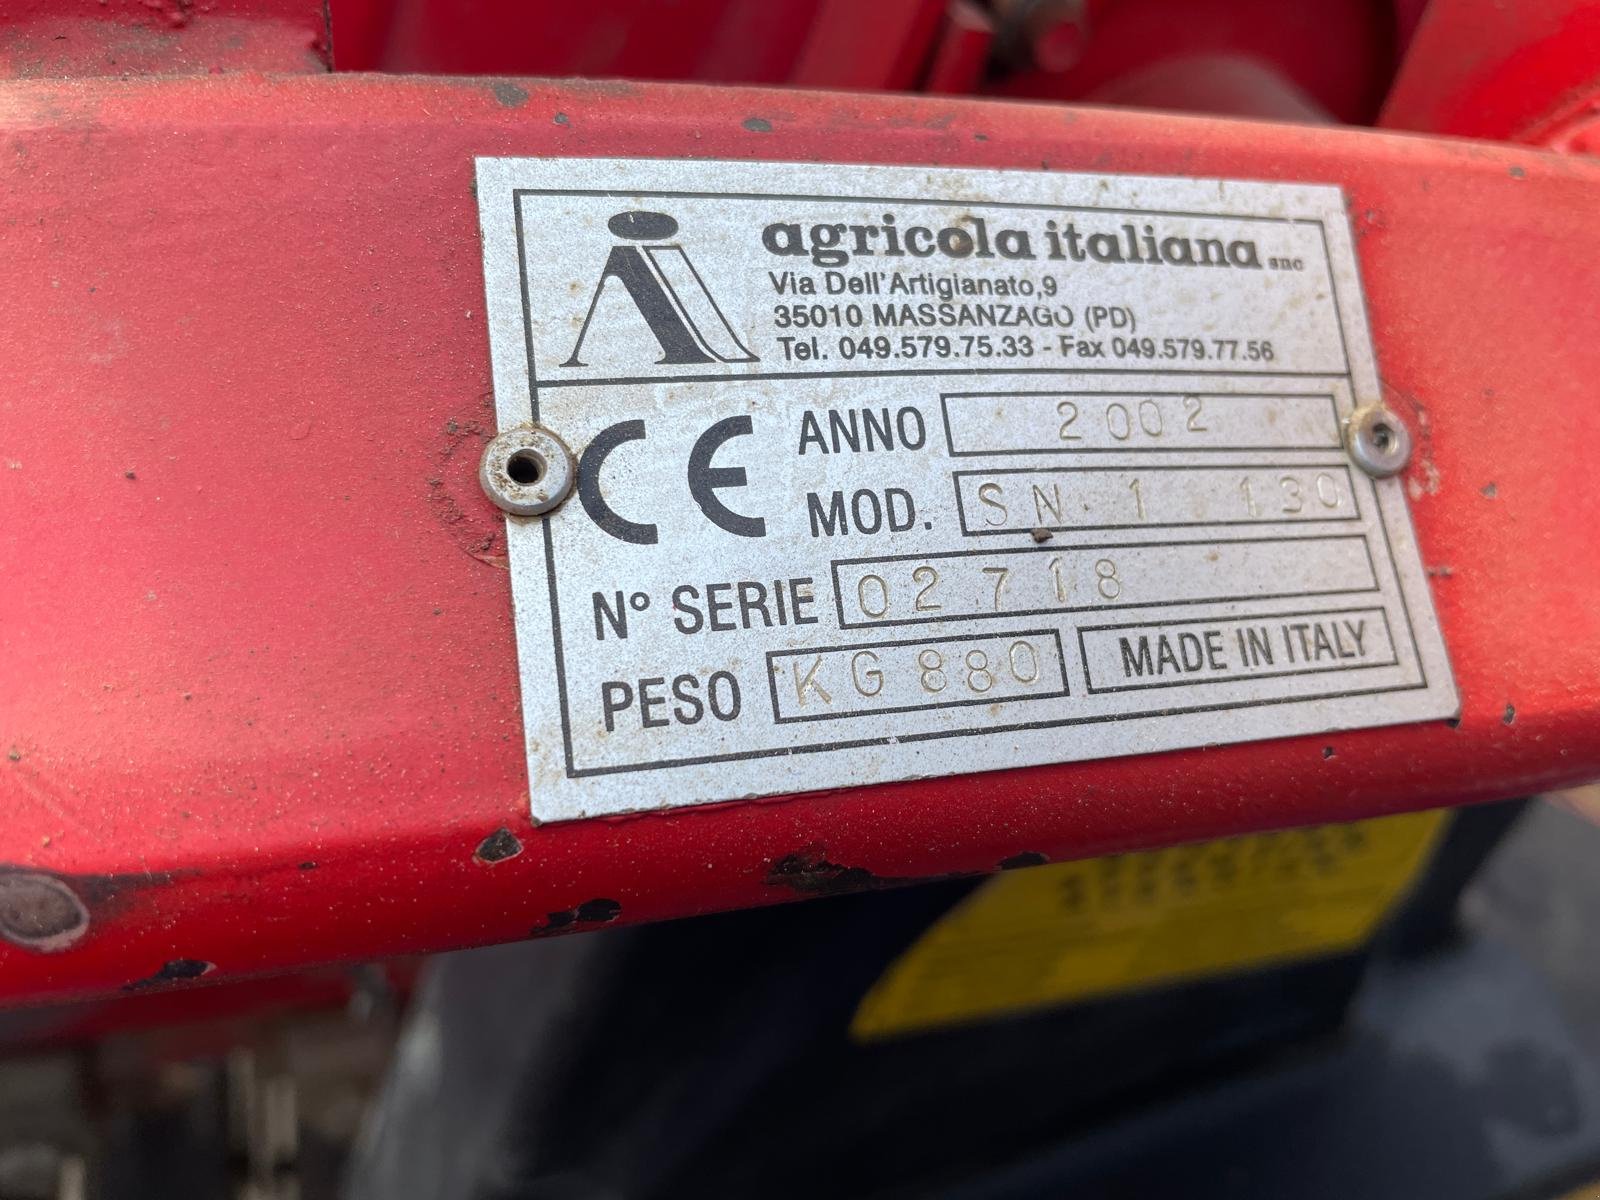 agricola italiana snc
Via Dell'Artigianato,9
35010 MASSANZAGO (PD)
Tel. 049.579.75.33 - Fax 049.579.77.56
CE
ANNO 2002
MOD. SN 1 130
N° SERIE 02718
PESO KG 880
MADE IN ITALY